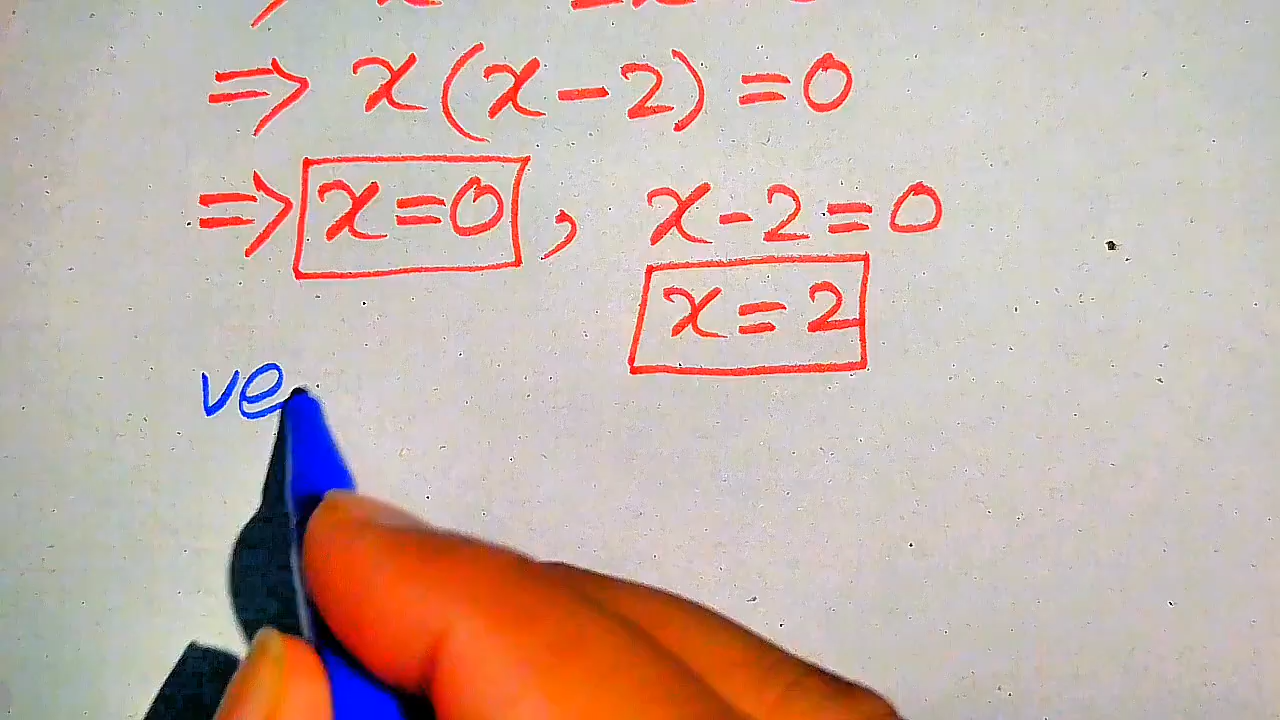 ⇒ x(x-2)=0
⇒ x=0, x-2=0
x=2
ve